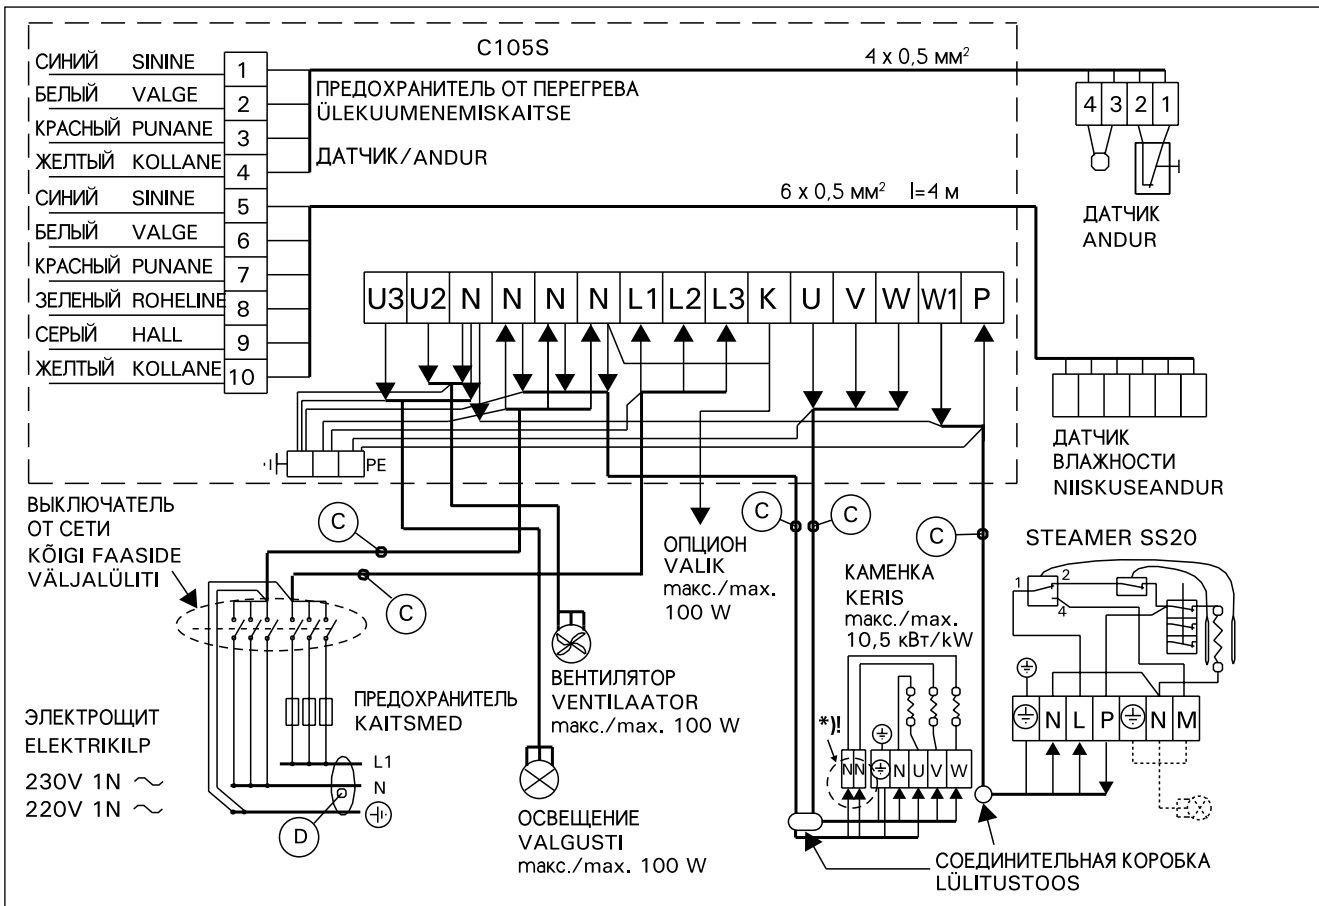 C105S
4 x 0,5 мм²
СИНИЙ SININE 1
БЕЛЫЙ VALGE 2
КРАСНЫЙ PUNANE 3
ЖЕЛТЫЙ KOLLANE 4
СИНИЙ SININE 5
БЕЛЫЙ VALGE 6
КРАСНЫЙ PUNANE 7
ЗЕЛЕНЫЙ ROHELINE 8
СЕРЫЙ HALL 9
ЖЕЛТЫЙ KOLLANE 10
ПРЕДОХРАНИТЕЛЬ ОТ ПЕРЕГРЕВА
ÜLEKUUMENEMISKAITSE
ДАТЧИК/ANDUR
4 3 2 1
ДАТЧИК
ANDUR
6 x 0,5 мм² l=4 м
U3 U2 N N N N L1 L2 L3 K U V W W1 P
PE
ДАТЧИК
ВЛАЖНОСТИ
NIISKUSEANDUR
ВЫКЛЮЧАТЕЛЬ
ОТ СЕТИ
KÕIGI FAASIDE
VÄLJALÜLITI
C
C
C
C
C
ОПЦИОН
VALIK
макс./max.
100 W
КАМЕНКА
KERIS
макс./max.
10,5 кВт/kW
STEAMER SS20
1 2
4
ВЕНТИЛЯТОР
VENTILAATOR
макс./max. 100 W
ПРЕДОХРАНИТЕЛЬ
KAITSMED
ЭЛЕКТРОЩИТ
ELEKTRIKILP
230V 1N ～
220V 1N ～
L1
N
D
ОСВЕЩЕНИЕ
VALGUSTI
макс./max. 100 W
*)!
N N N U V W
N L P N M
СОЕДИНИТЕЛЬНАЯ КОРОБКА
LÜLITUSTOOS